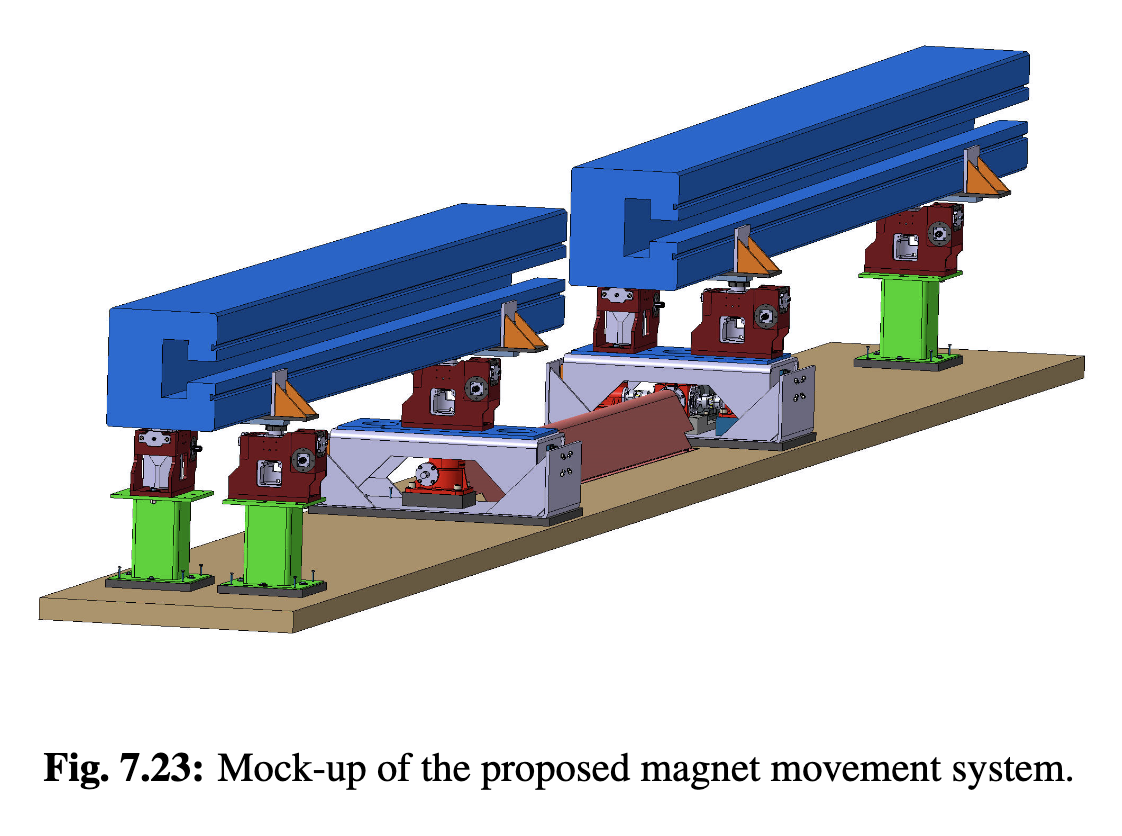 Fig. 7.23: Mock-up of the proposed magnet movement system.